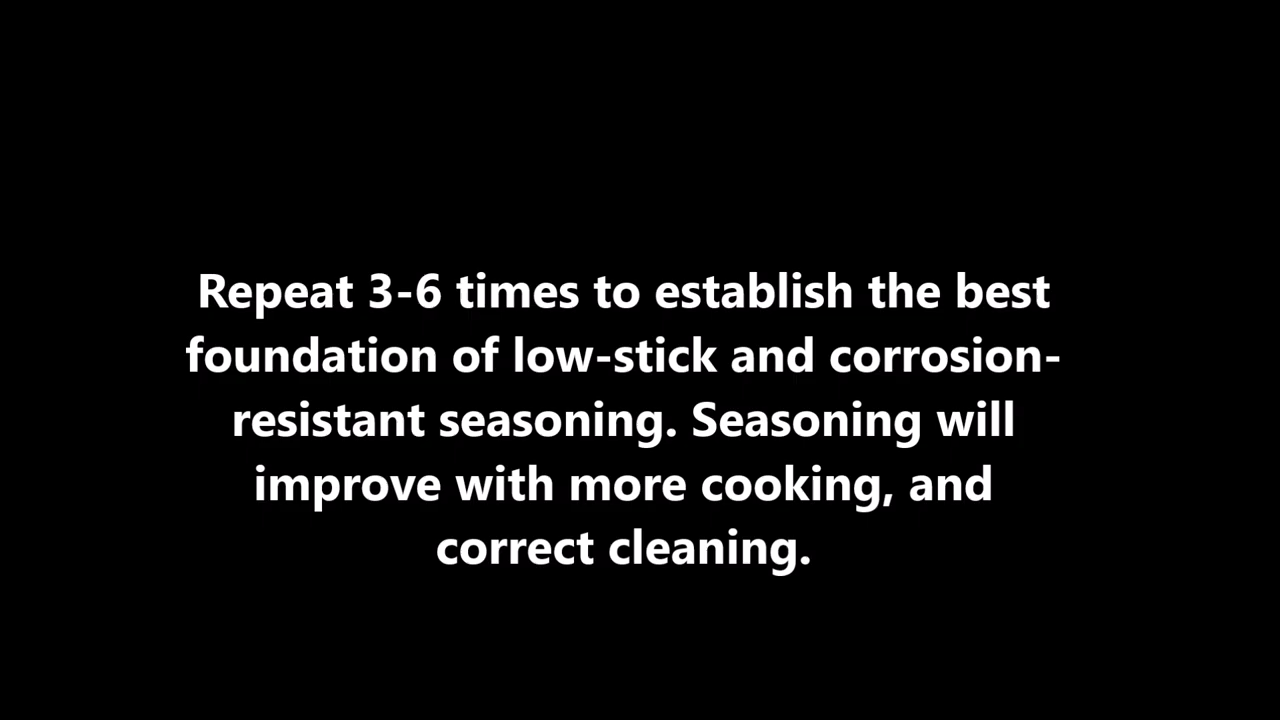 Repeat 3-6 times to establish the best
foundation of low-stick and corrosion-
resistant seasoning. Seasoning will
improve with more cooking, and
correct cleaning.